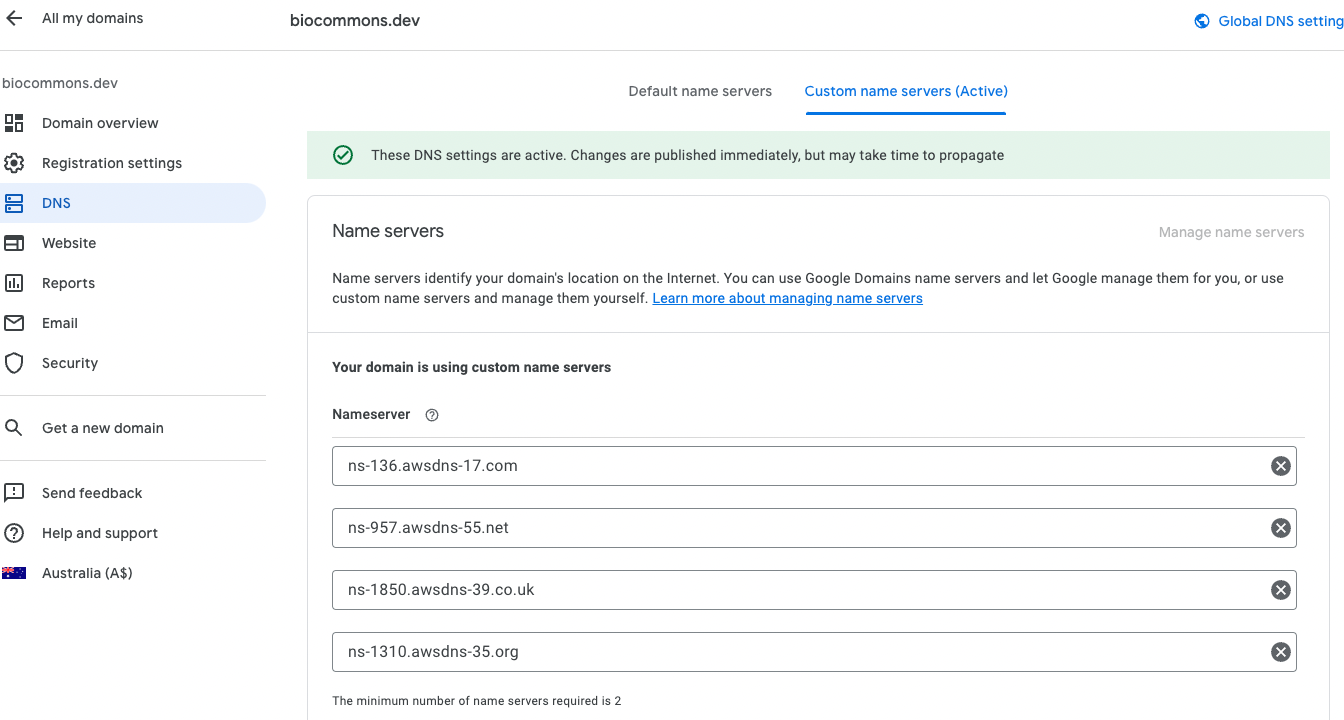 All my domains
biocommons.dev
Global DNS setting
biocommons.dev
Domain overview
Registration settings
DNS
Website
Reports
Email
Security
Get a new domain
Send feedback
Help and support
Australia (A$)
Default name servers
Custom name servers (Active)
These DNS settings are active. Changes are published immediately, but may take time to propagate
Name servers
Manage name servers
Name servers identify your domain's location on the Internet. You can use Google Domains name servers and let Google manage them for you, or use
custom name servers and manage them yourself. Learn more about managing name servers
Your domain is using custom name servers
Nameserver
ns-136.awsdns-17.com
ns-957.awsdns-55.net
ns-1850.awsdns-39.co.uk
ns-1310.awsdns-35.org
The minimum number of name servers required is 2